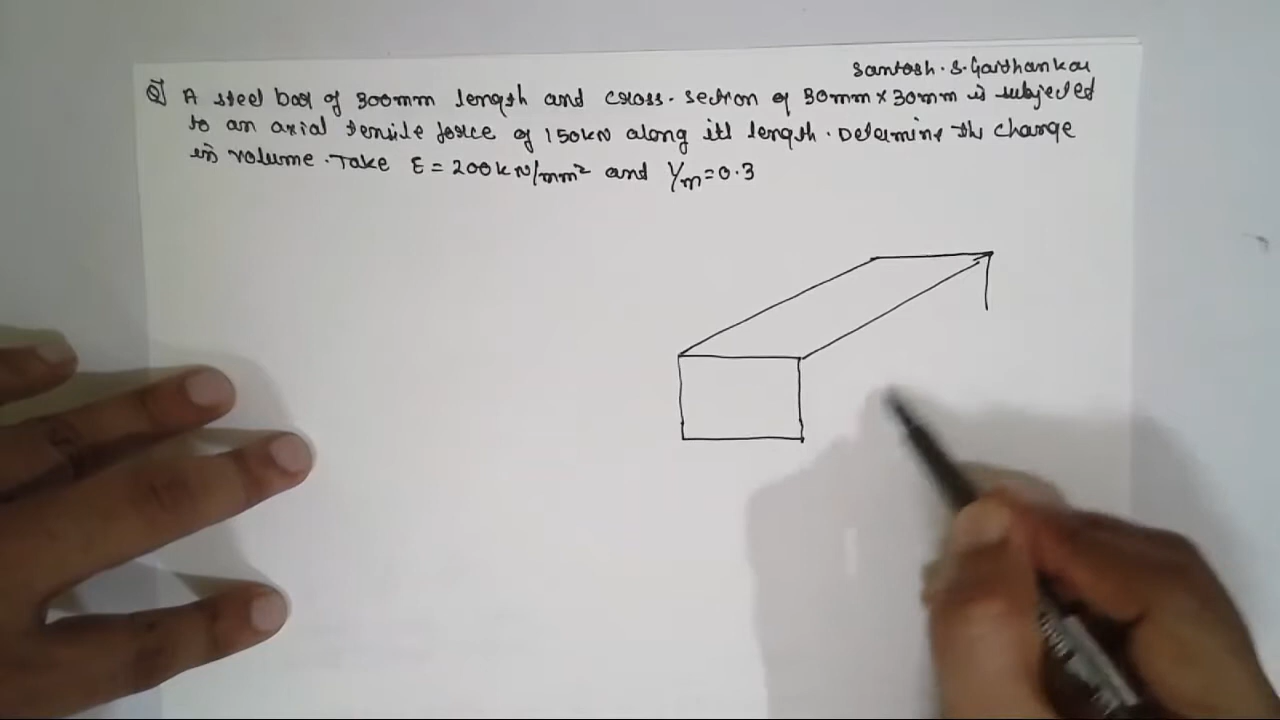 Santosh. S. Garthankar
Q] A steel bar of 300mm length and cross-section of 30mm × 30mm is subjected
to an axial tensile force of 150kN along its length. Determine the change
in volume. Take E = 200kN/mm² and 1/m = 0.3